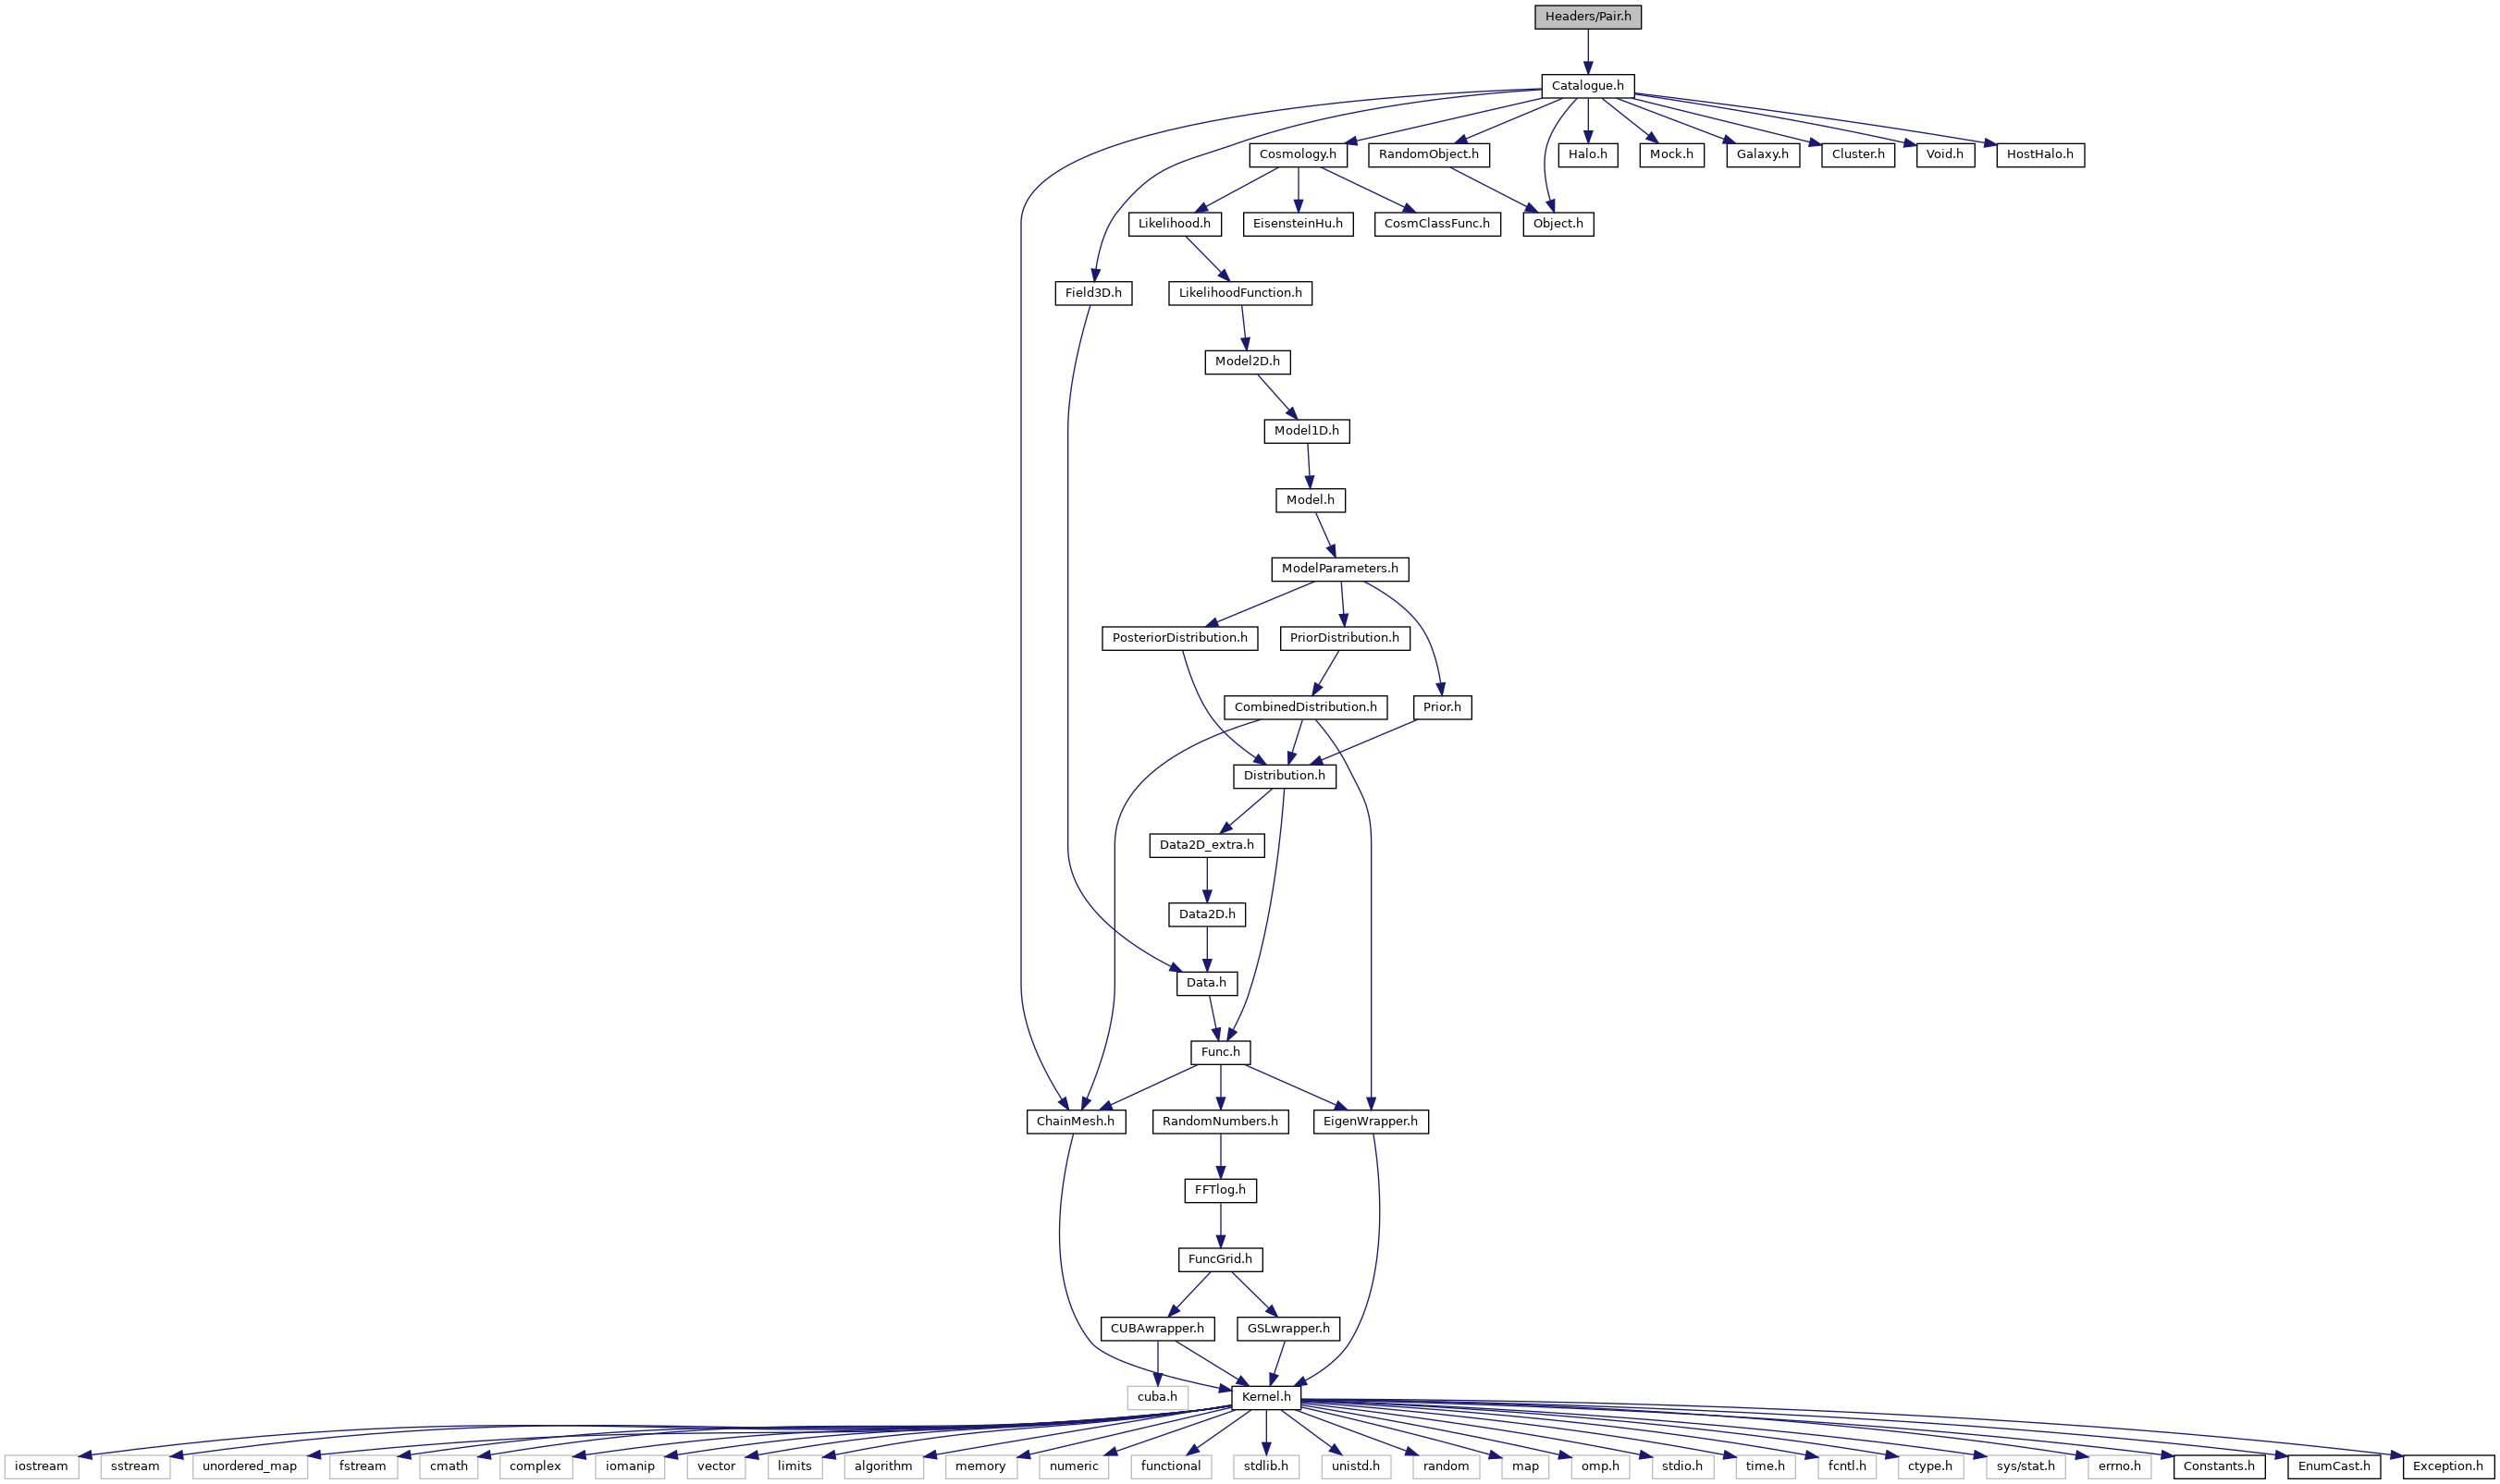 Headers/Pair.h
Catalogue.h
Cosmology.h
RandomObject.h
Halo.h
Mock.h
Galaxy.h
Cluster.h
Void.h
HostHalo.h
Likelihood.h
EisensteinHu.h
CosmClassFunc.h
Object.h
Field3D.h
LikelihoodFunction.h
Model2D.h
Model1D.h
Model.h
ModelParameters.h
PosteriorDistribution.h
PriorDistribution.h
CombinedDistribution.h
Prior.h
Distribution.h
Data2D_extra.h
Data2D.h
Data.h
Func.h
ChainMesh.h
RandomNumbers.h
EigenWrapper.h
FFTlog.h
FuncGrid.h
CUBAwrapper.h
GSLwrapper.h
cuba.h
Kernel.h
iostream
sstream
unordered_map
fstream
cmath
complex
iomanip
vector
limits
algorithm
memory
numeric
functional
stdlib.h
unistd.h
random
map
omp.h
stdio.h
time.h
fcntl.h
ctype.h
sys/stat.h
errno.h
Constants.h
EnumCast.h
Exception.h